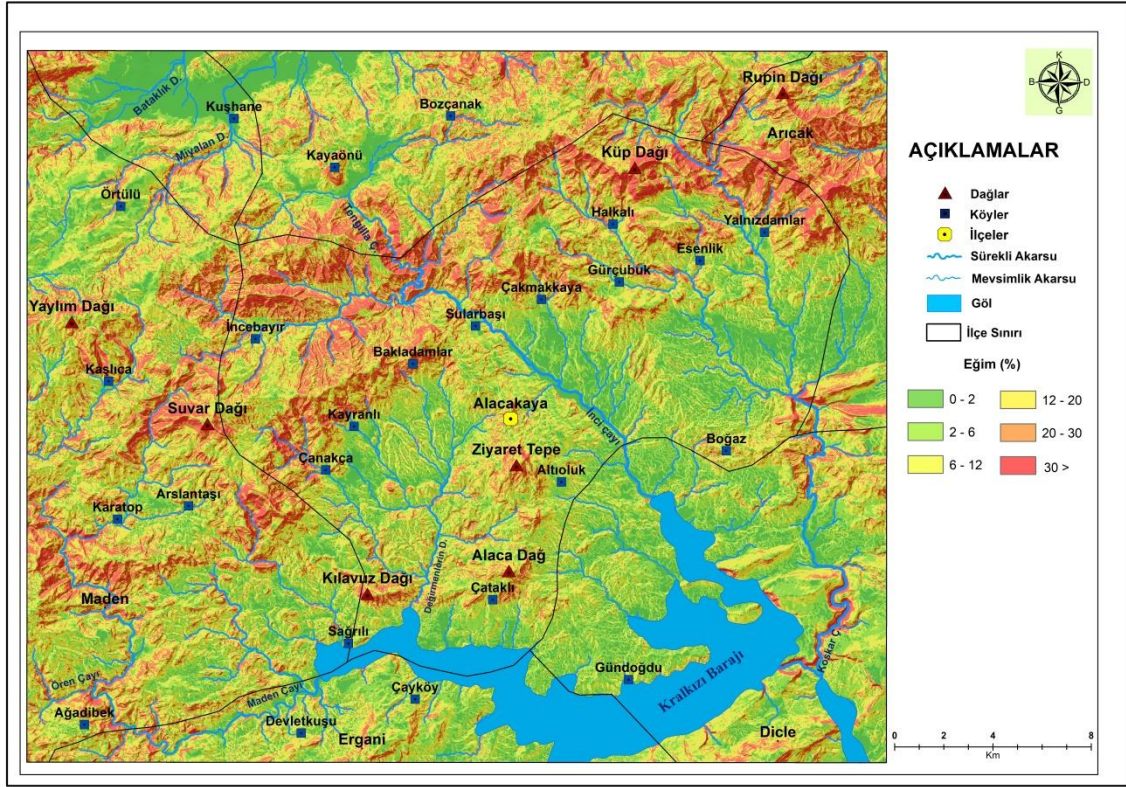 Rupin Dağı
Bataklık D.
Kuşhane
Bozçanak
Arıcak
Miyalan D.
Kayaönü
Küp Dağı
Örtülü
Halkalı
Yalnızdamlar
Esenlik
Gürçubuk
Çakmakkaya
Yaylım Dağı
Sularbaşı
İncebayır
Bakladamlar
Kaşlıca
Suvar Dağı
Alacakaya
Kayranlı
İnci çayı
Boğaz
Ziyaret Tepe
Çanakça
Altıoluk
Arslantaşı
Karatop
Değirmenlerin D.
Alaca Dağ
Kılavuz Dağı
Çataklı
Maden
Sağrılı
Koşkar Ç.
Kralkızı Barajı
Gündoğdu
Ören Çayı
Maden Çayı
Çayköy
Ağadibek
Devletkuşu
Ergani
Dicle
K
B D
G
AÇIKLAMALAR
Dağlar
Köyler
İlçeler
Sürekli Akarsu
Mevsimlik Akarsu
Göl
İlçe Sınırı
Eğim (%)
0 - 2 12 - 20
2 - 6 20 - 30
6 - 12 30 >
0 2 4 8
Km